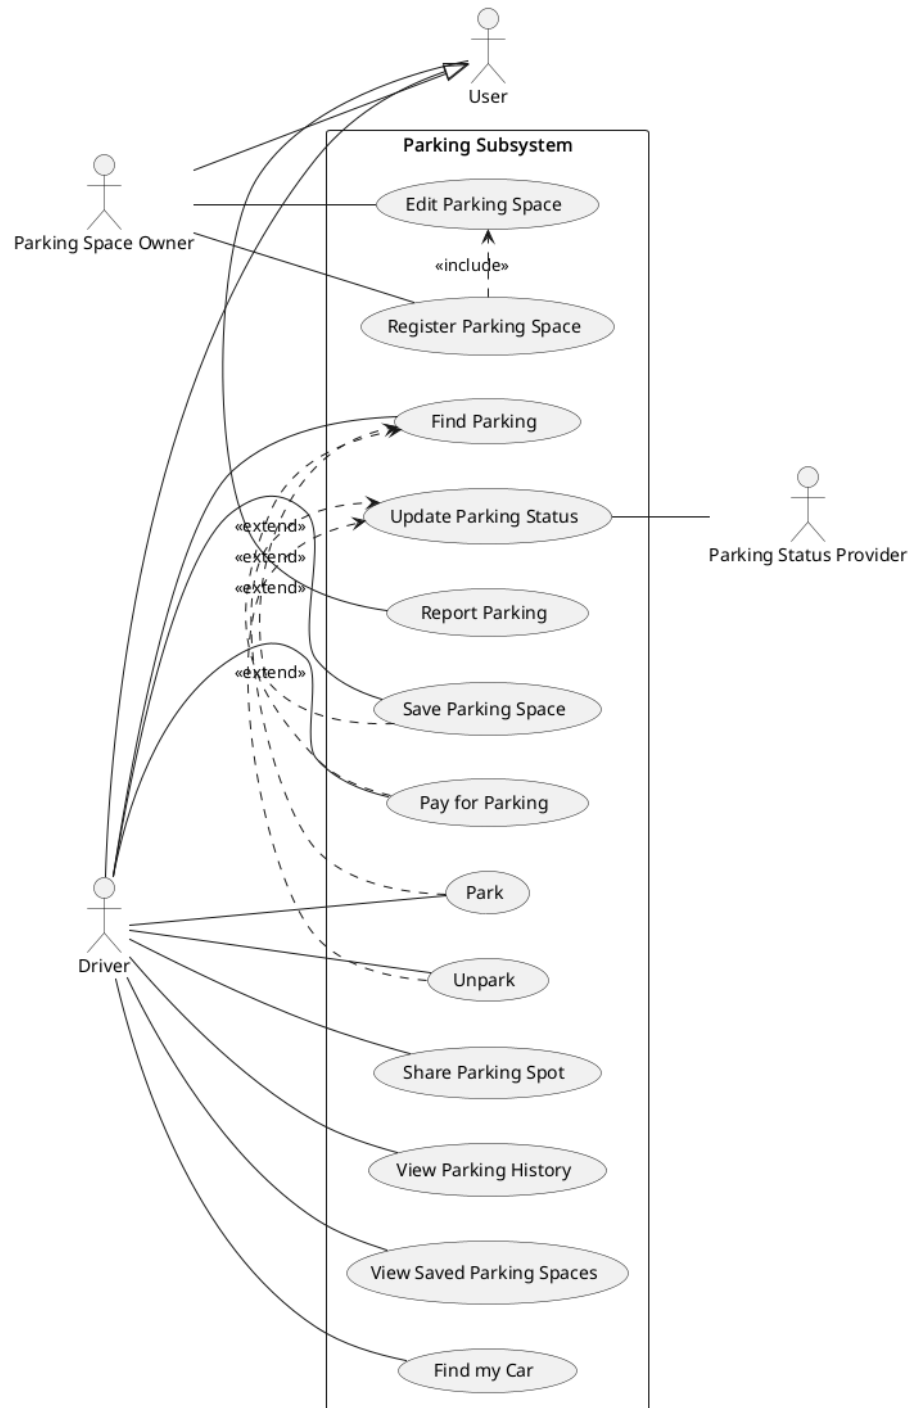 User
Parking Subsystem
Parking Space Owner
Edit Parking Space
«include»
Register Parking Space
Find Parking
Update Parking Status
Parking Status Provider
«extend»
«extend»
«extend»
Report Parking
«extend»
Save Parking Space
Pay for Parking
Park
Driver
Unpark
Share Parking Spot
View Parking History
View Saved Parking Spaces
Find my Car